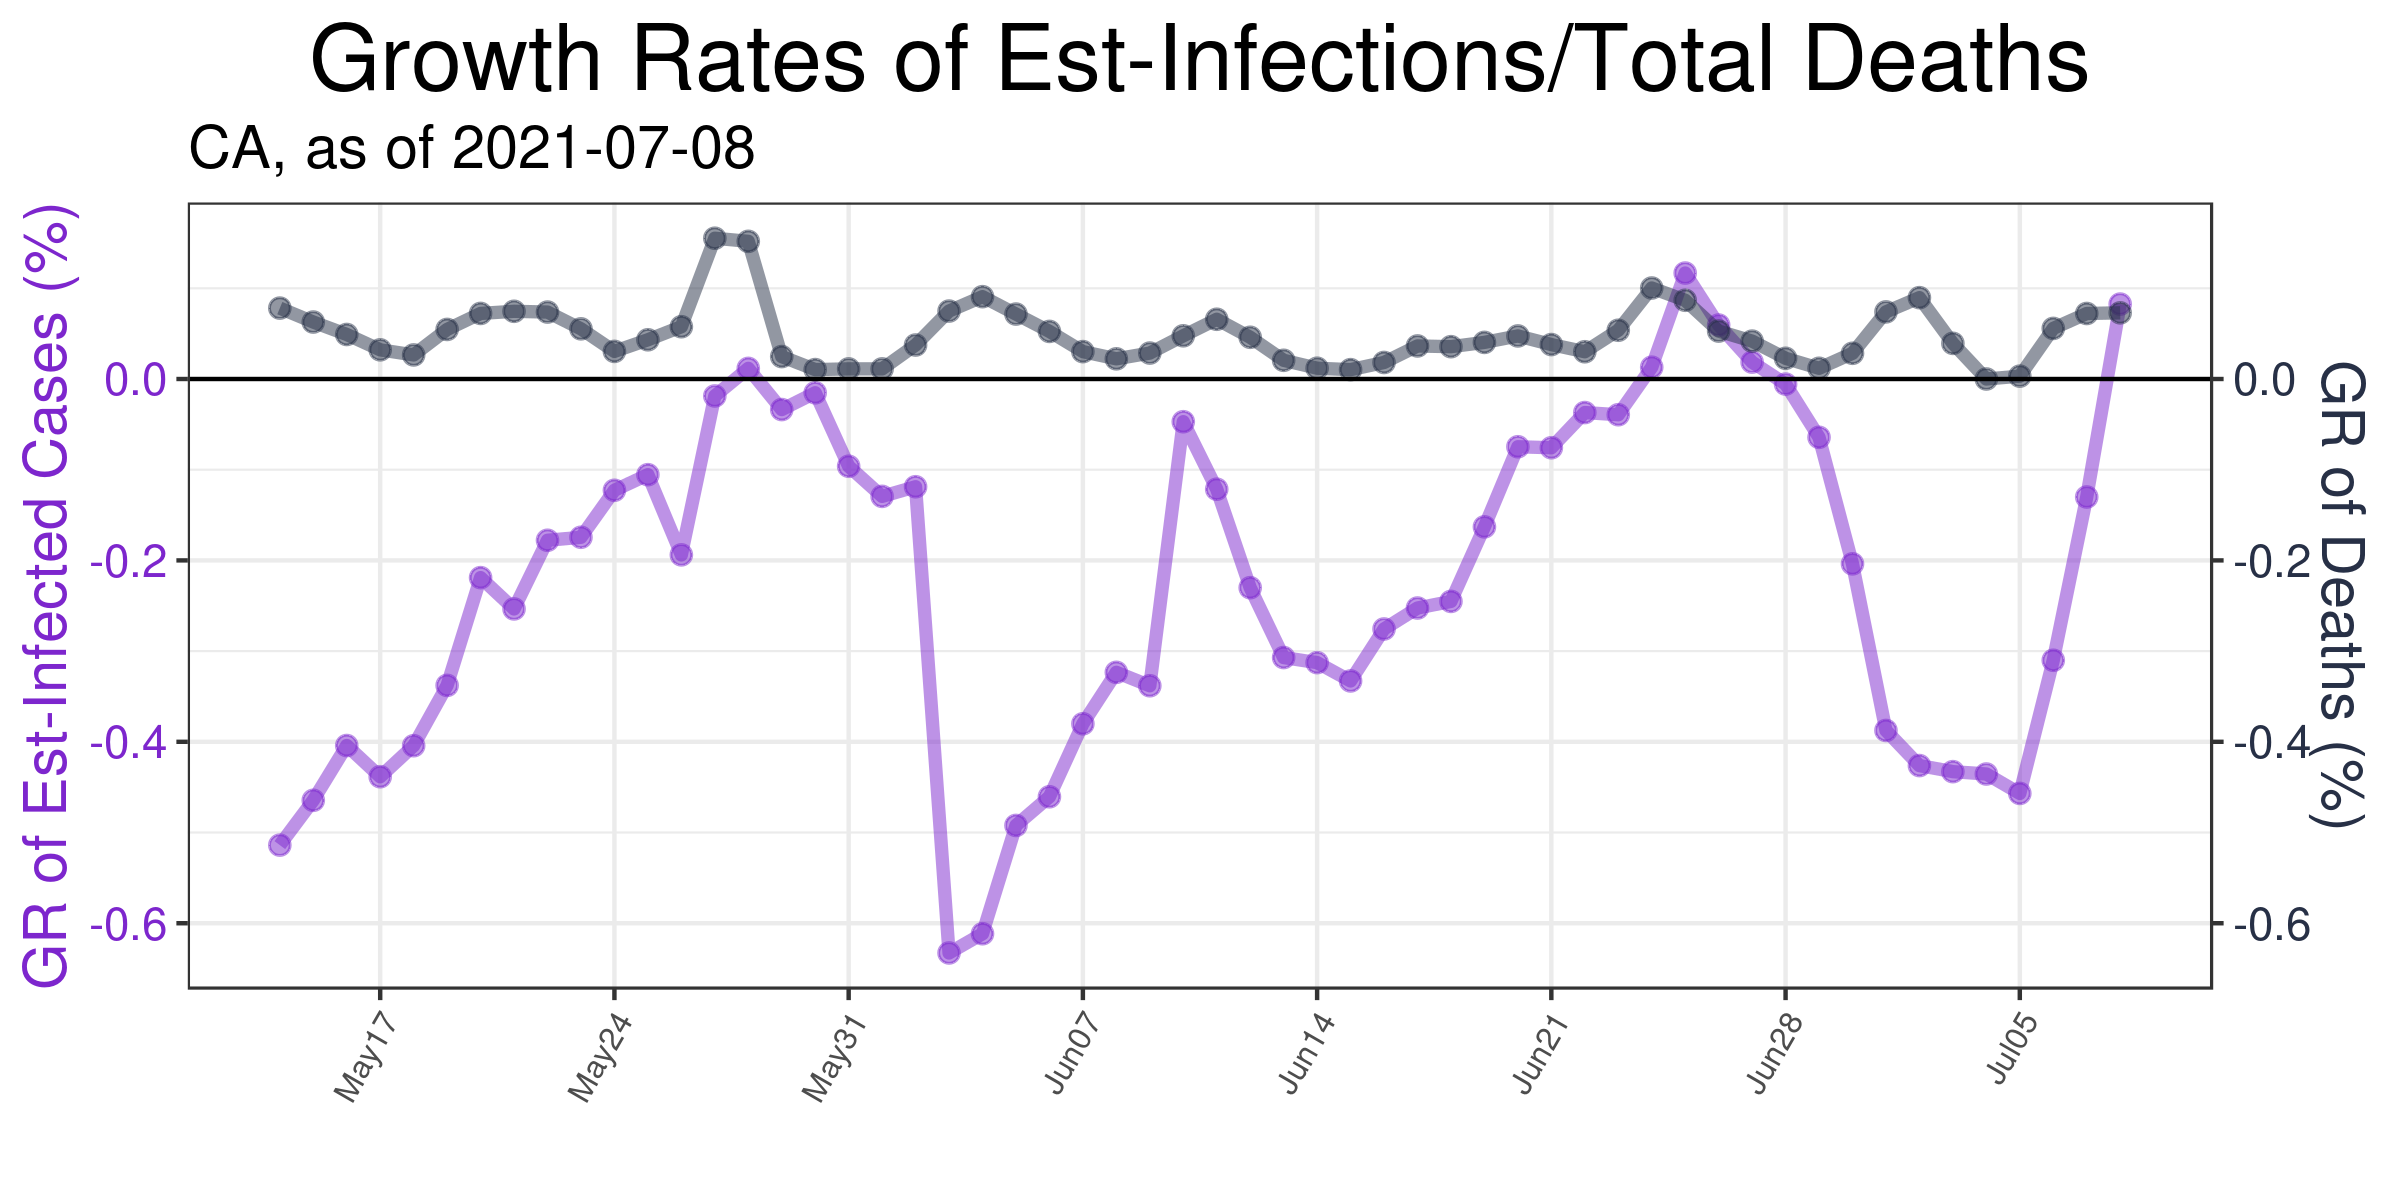 Growth Rates of Est-Infections/Total Deaths
CA, as of 2021-07-08
GR of Est-Infected Cases (%)
0.0
-0.2
-0.4
-0.6
0.0
-0.2
-0.4
-0.6
GR of Deaths (%)
May17
May24
May31
Jun07
Jun14
Jun21
Jun28
Jul05